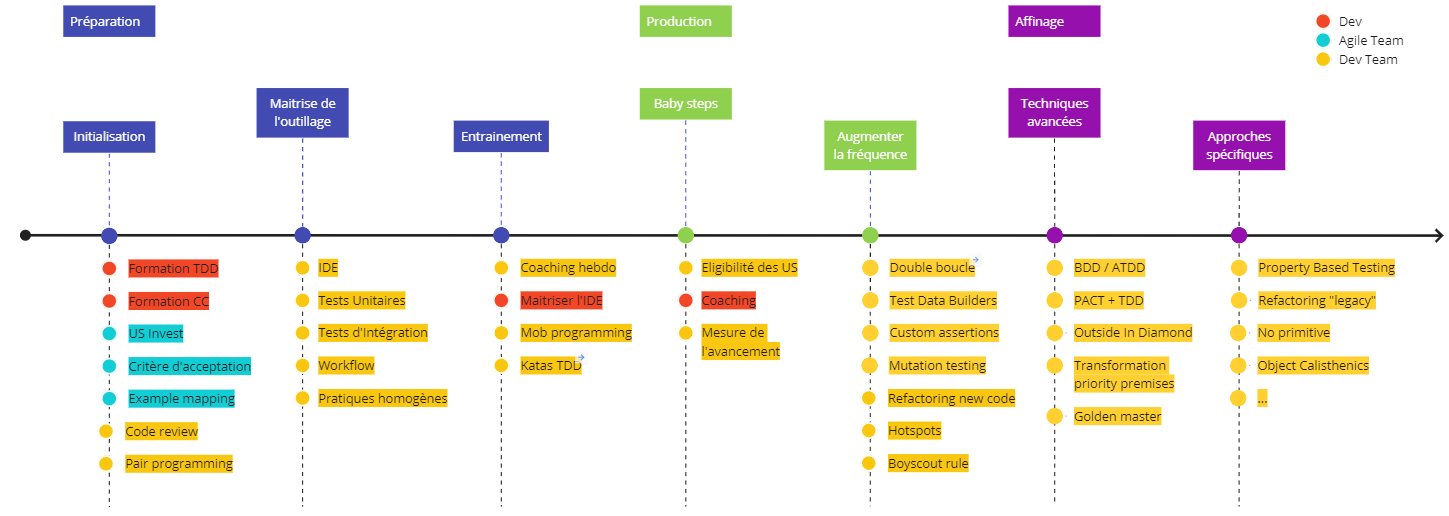 Préparation
Production
Affinage
Dev
Agile Team
Dev Team
Initialisation
Maitrise de
l'outillage
Entrainement
Baby steps
Augmenter
la fréquence
Techniques
avancées
Approches
spécifiques
Formation TDD
Formation CC
US Invest
Critère d'acceptation
Example mapping
Code review
Pair programming
IDE
Tests Unitaires
Tests d'Intégration
Workflow
Pratiques homogènes
Coaching hebdo
Maitriser l'IDE
Mob programming
Katas TDD
Eligibilité des US
Coaching
Mesure de
l'avancement
Double boucle
Test Data Builders
Custom assertions
Mutation testing
Refactoring new code
Hotspots
Boyscout rule
BDD / ATDD
PACT + TDD
Outside In Diamond
Transformation
priority premises
Golden master
Property Based Testing
Refactoring "legacy"
No primitive
Object Calisthenics
...